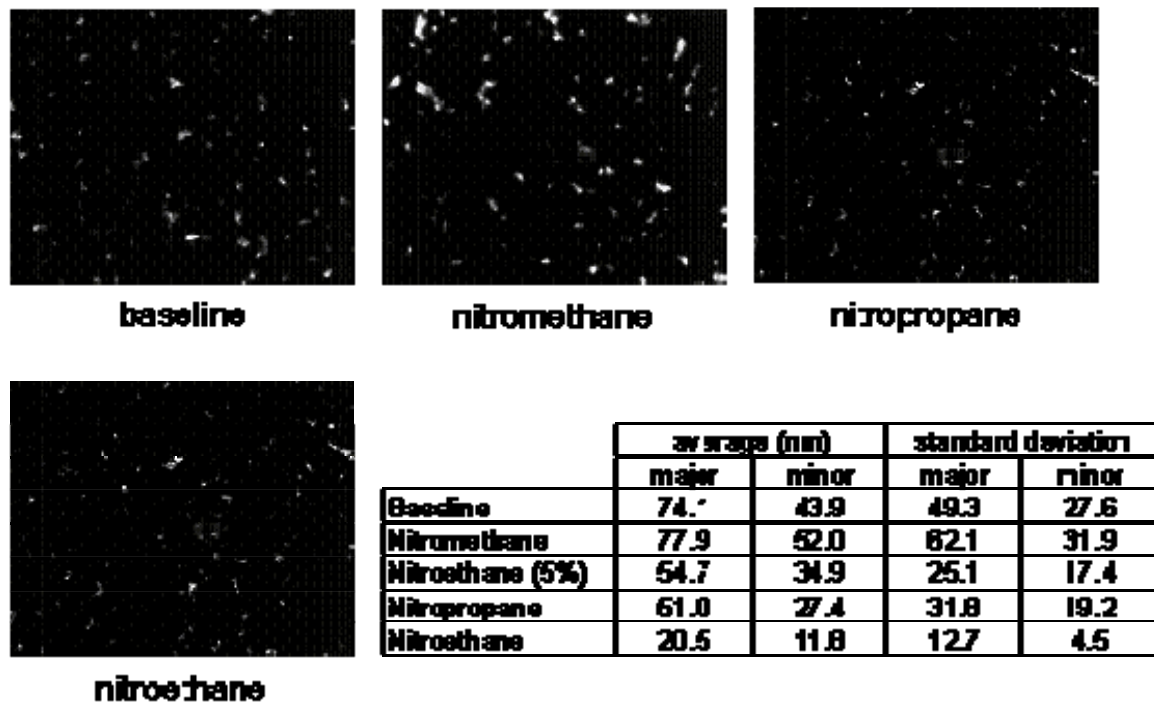 baseline
nitromethane
nitropropane
average (nm) standard deviation
major minor major minor
Baseline 74.1 43.9 49.3 27.6
Nitromethane 77.9 52.0 62.1 31.9
Nitroethane (5%) 54.7 34.9 25.1 17.4
Nitropropane 61.0 27.4 31.8 19.2
Nitroethane 20.5 11.8 12.7 4.5
nitroethane